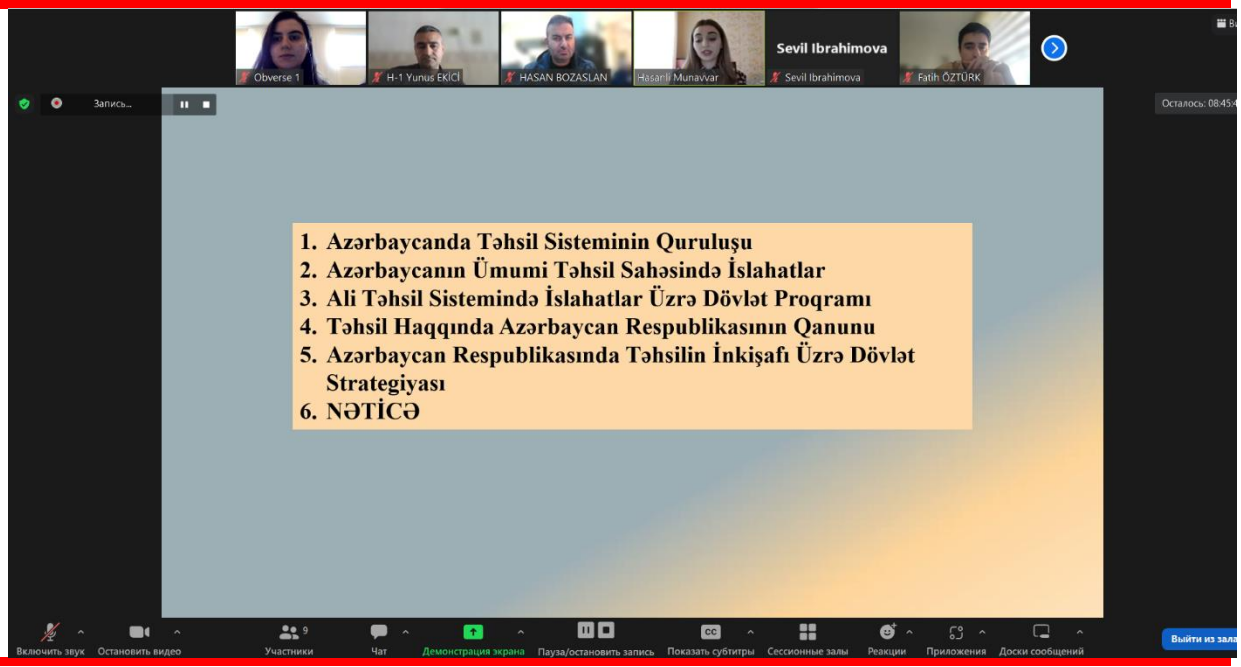 Ви
Sevil Ibrahimova
Obverse 1
H-1 Yunus EKİCİ
HASAN BOZASLAN
Hasanli Munavvar
Sevil Ibrahimova
Fatih ÖZTÜRK
Запись...
Осталось: 08:45:4
1. Azərbaycanda Təhsil Sisteminin Quruluşu
2. Azərbaycanın Ümumi Təhsil Sahəsində İslahatlar
3. Ali Təhsil Sistemində İslahatlar Üzrə Dövlət Proqramı
4. Təhsil Haqqında Azərbaycan Respublikasının Qanunu
5. Azərbaycan Respublikasında Təhsilin İnkişafı Üzrə Dövlət
Strategiyası
6. NƏTİCƏ
9
CC
Включить звук
Остановить видео
Участники
Чат
Демонстрация экрана
Пауза/остановить запись
Показать субтитры
Сессионные залы
Реакции
Приложения
Доски сообщений
Выйти из зала